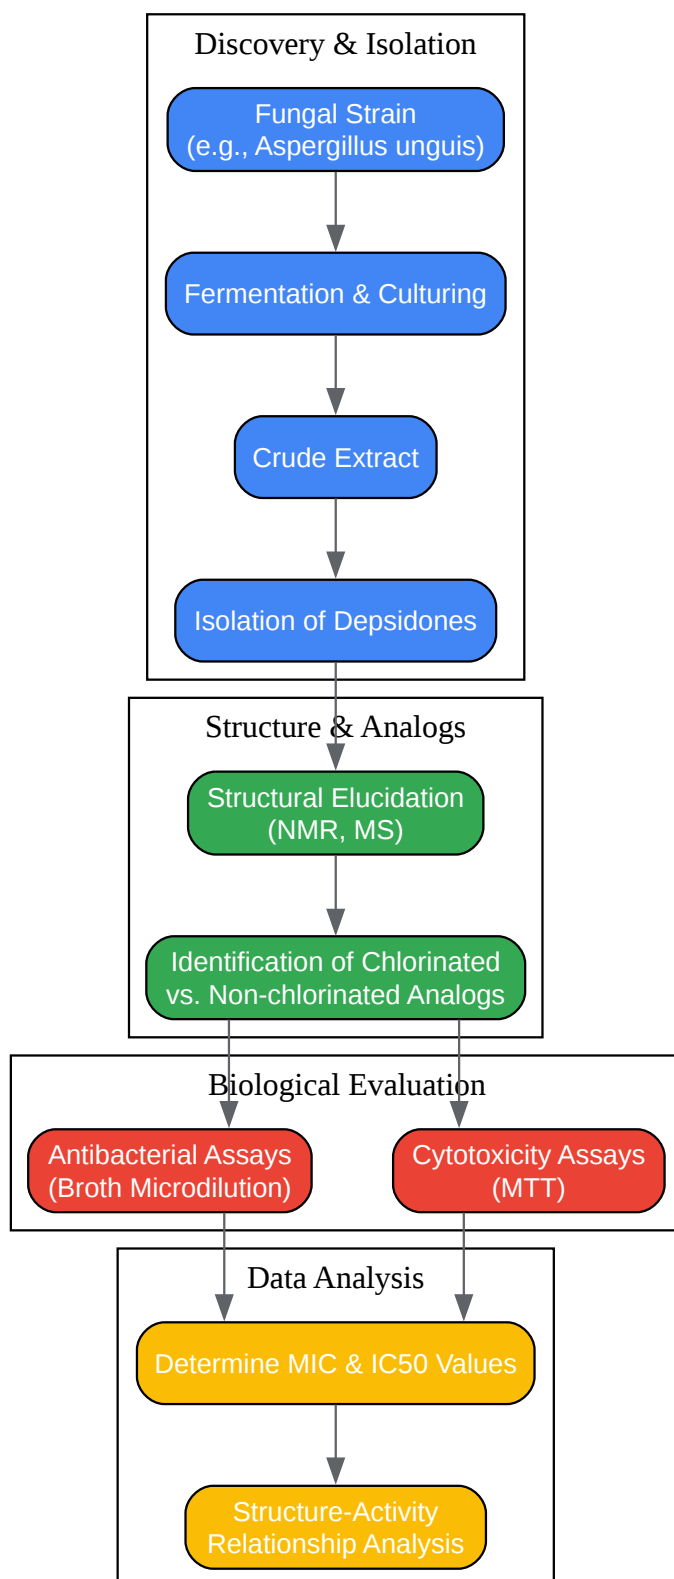 Discovery & Isolation
Fungal Strain
(e.g., Aspergillus unguis)
Fermentation & Culturing
Crude Extract
Isolation of Depsidones
Structure & Analogs
Structural Elucidation
(NMR, MS)
Identification of Chlorinated
vs. Non-chlorinated Analogs
Biological Evaluation
Antibacterial Assays
(Broth Microdilution)
Cytotoxicity Assays
(MTT)
Data Analysis
Determine MIC & IC50 Values
Structure-Activity
Relationship Analysis